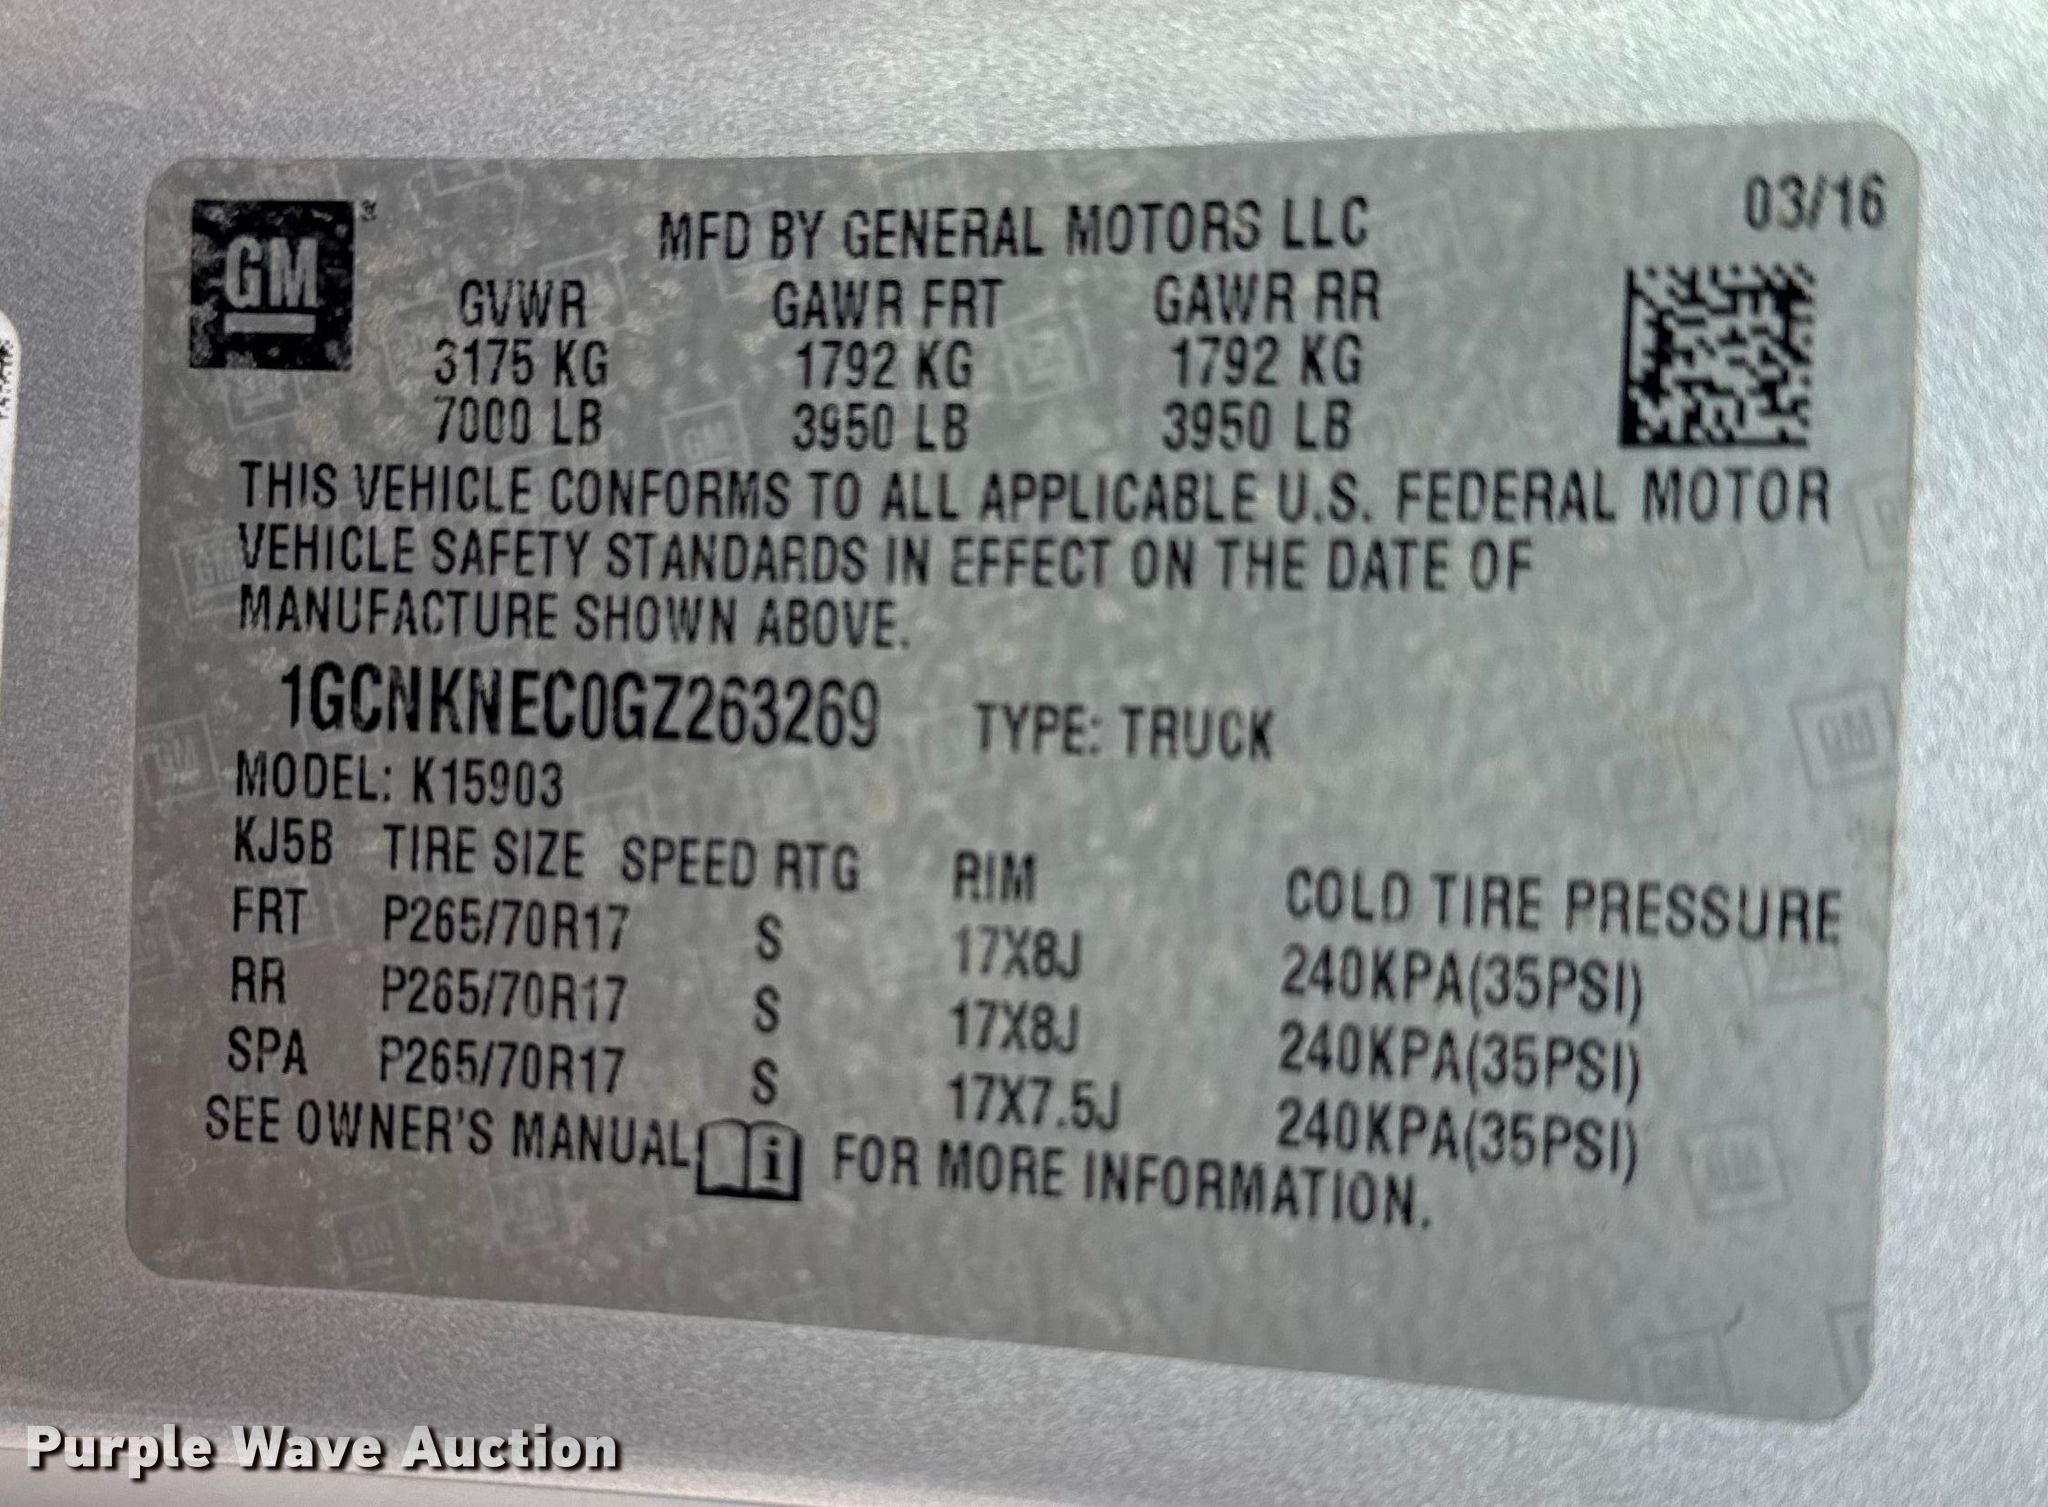 03/16
GM
MFD BY GENERAL MOTORS LLC
GVWR GAWR FRT GAWR RR
3175 KG 1792 KG 1792 KG
7000 LB 3950 LB 3950 LB
THIS VEHICLE CONFORMS TO ALL APPLICABLE U.S. FEDERAL MOTOR
VEHICLE SAFETY STANDARDS IN EFFECT ON THE DATE OF
MANUFACTURE SHOWN ABOVE.
1GCNKNEC0GZ263269 TYPE: TRUCK
MODEL: K15903
KJ5B TIRE SIZE SPEED RTG RIM COLD TIRE PRESSURE
FRT P265/70R17 S 17X8J 240KPA(35PSI)
RR P265/70R17 S 17X8J 240KPA(35PSI)
SPA P265/70R17 S 17X7.5J 240KPA(35PSI)
SEE OWNER'S MANUAL i FOR MORE INFORMATION.
Purple Wave Auction